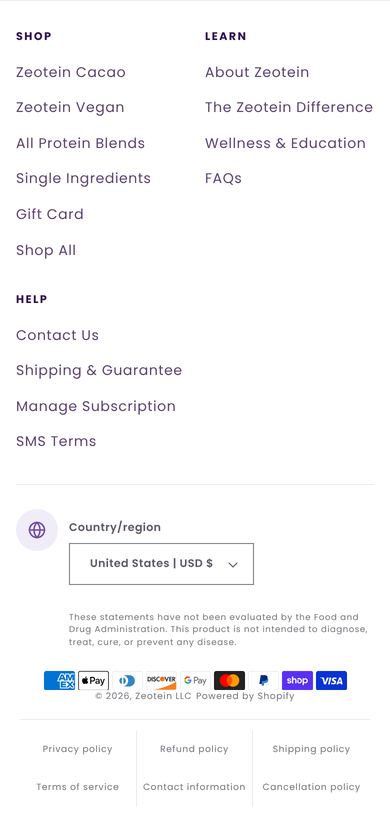 SHOP
Zeotein Cacao
Zeotein Vegan
All Protein Blends
Single Ingredients
Gift Card
Shop All
LEARN
About Zeotein
The Zeotein Difference
Wellness & Education
FAQs
HELP
Contact Us
Shipping & Guarantee
Manage Subscription
SMS Terms
Country/region
United States | USD $
These statements have not been evaluated by the Food and
Drug Administration. This product is not intended to diagnose,
treat, cure, or prevent any disease.
AMEX
Pay
DISCOVER
G Pay
shop
VISA
© 2026, Zeotein LLC Powered by Shopify
Privacy policy
Refund policy
Shipping policy
Terms of service
Contact information
Cancellation policy